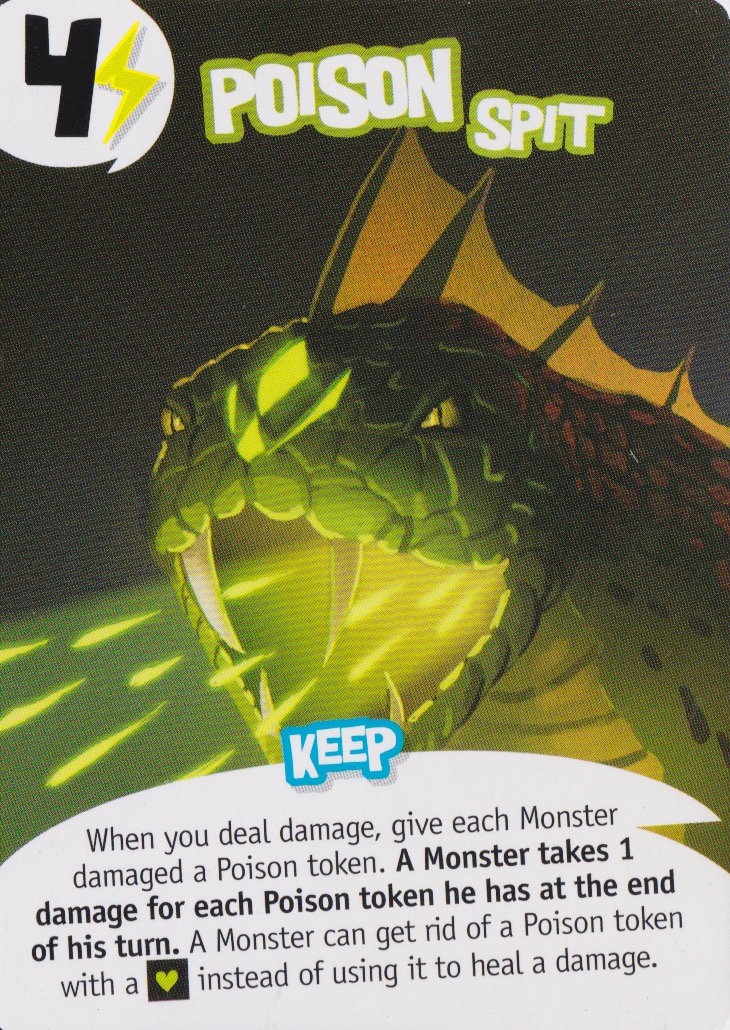 4
POISON
SPIT
KEEP
When you deal damage, give each Monster
damaged a Poison token. A Monster takes 1
damage for each Poison token he has at the end
of his turn. A Monster can get rid of a Poison token
with a instead of using it to heal a damage.